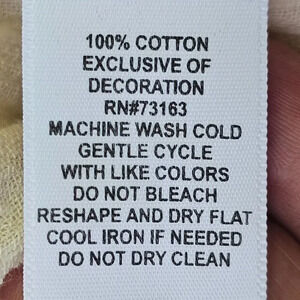 100% COTTON
EXCLUSIVE OF
DECORATION
RN#73163
MACHINE WASH COLD
GENTLE CYCLE
WITH LIKE COLORS
DO NOT BLEACH
RESHAPE AND DRY FLAT
COOL IRON IF NEEDED
DO NOT DRY CLEAN